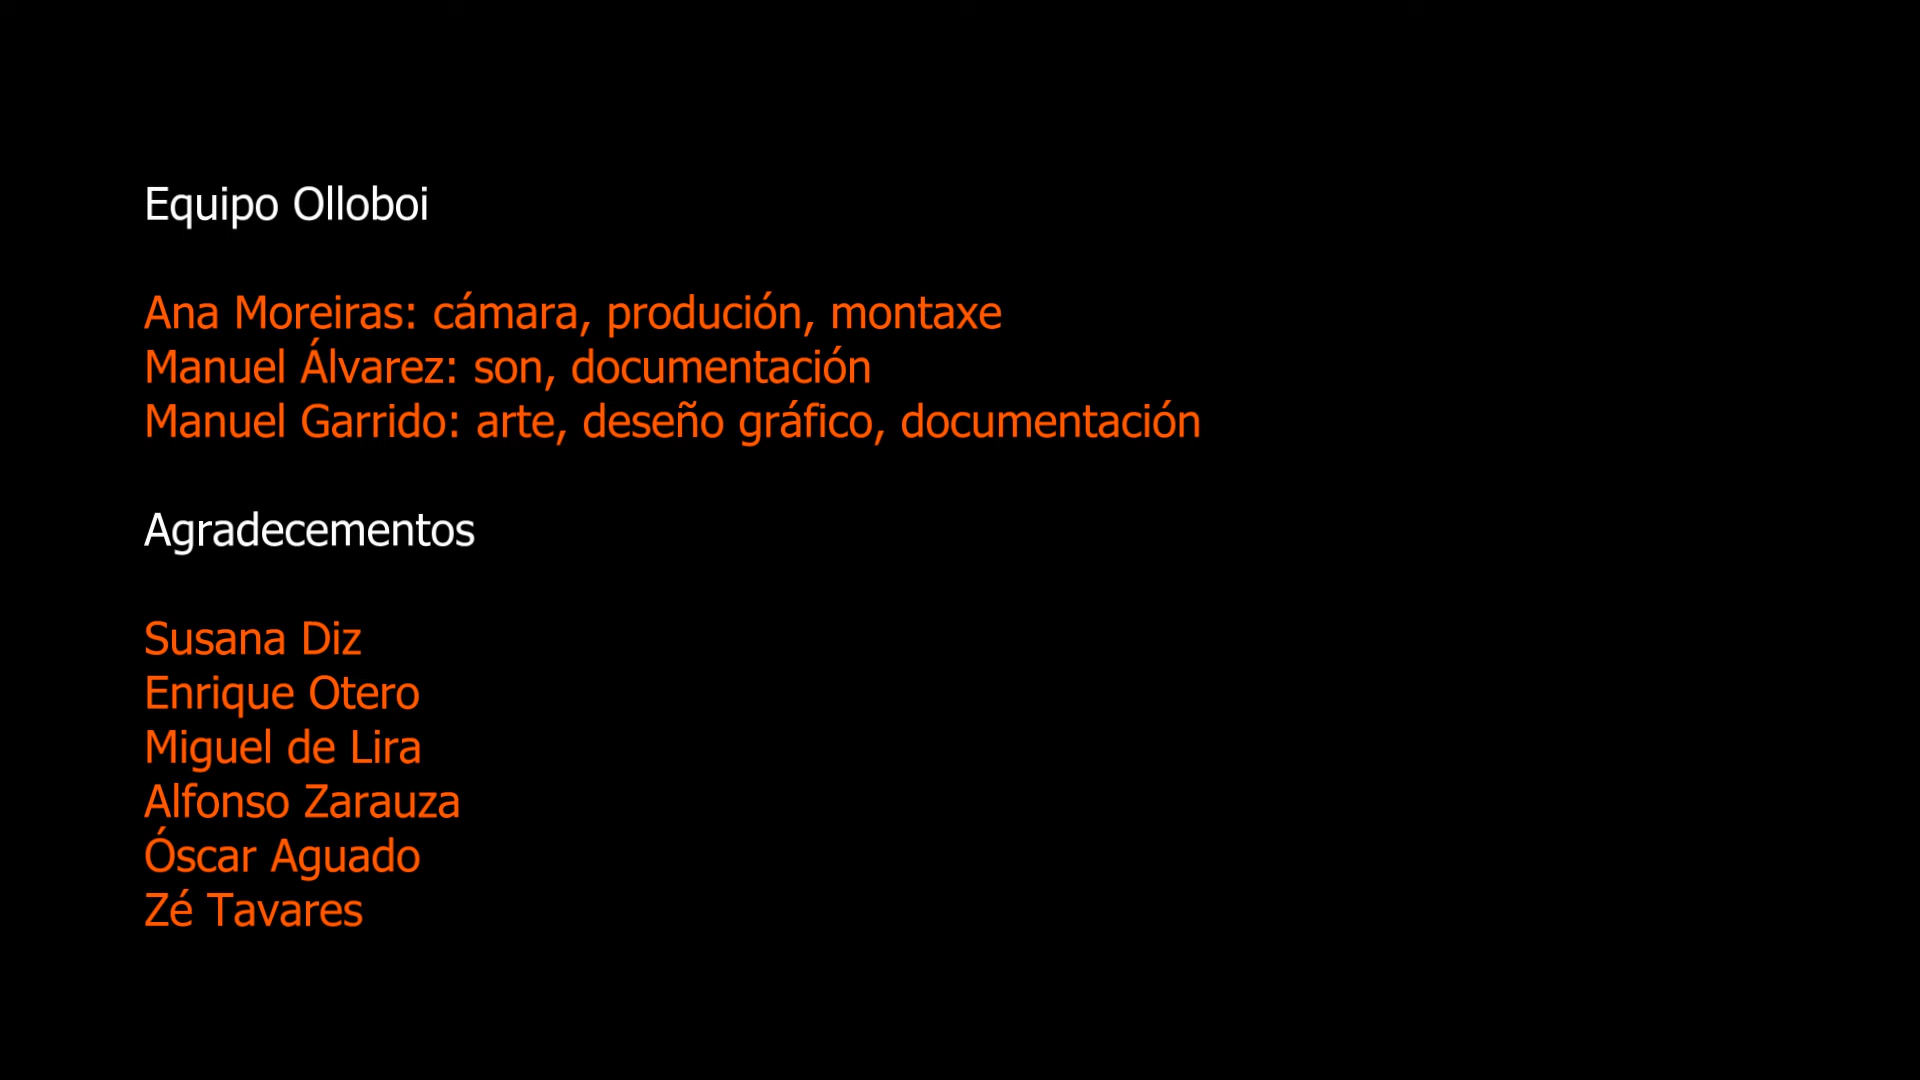 Equipo Olloboi
Ana Moreiras: cámara, produción, montaxe
Manuel Álvarez: son, documentación
Manuel Garrido: arte, deseño gráfico, documentación
Agradecementos
Susana Diz
Enrique Otero
Miguel de Lira
Alfonso Zarauza
Óscar Aguado
Zé Tavares